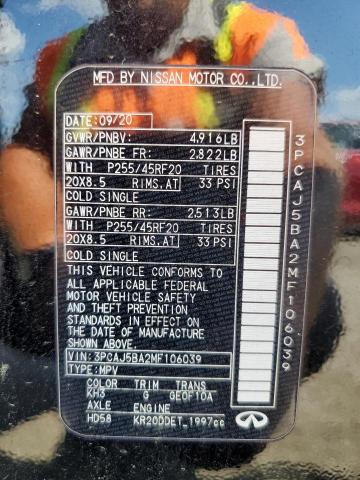 MFD BY NISSAN MOTOR CO.,LTD.
DATE: 09/20
GVWR/PNBV: 4,916LB
GAWR/PNBE FR: 2,822LB
WITH P255/45RF20 TIRES
20X8.5 RIMS.AT 33 PSI
COLD SINGLE
GAWR/PNBE RR: 2,513LB
WITH P255/45RF20 TIRES
20X8.5 RIMS.AT 33 PSI
COLD SINGLE
THIS VEHICLE CONFORMS TO
ALL APPLICABLE FEDERAL
MOTOR VEHICLE SAFETY
AND THEFT PREVENTION
STANDARDS IN EFFECT ON
THE DATE OF MANUFACTURE
SHOWN ABOVE.
VIN: 3PCAJ5BA2MF106039
TYPE: MPV
COLOR TRIM TRANS
KH3 G GE0F10A
AXLE ENGINE
HD58 KR20DDET_1997cc
3PCAJ5BA2MF106039